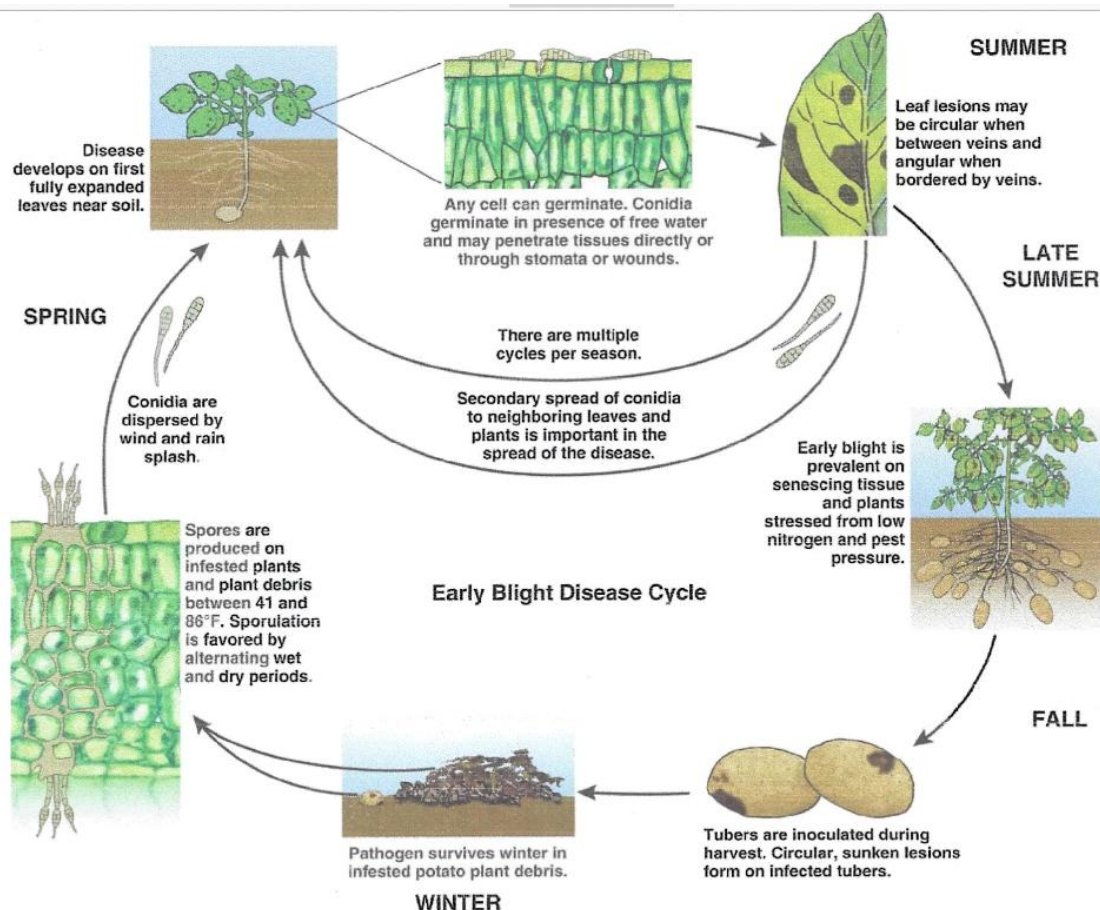 SUMMER
Disease
develops on first
fully expanded
leaves near soil.
Any cell can germinate. Conidia
germinate in presence of free water
and may penetrate tissues directly or
through stomata or wounds.
Leaf lesions may
be circular when
between veins and
angular when
bordered by veins.
LATE
SUMMER
SPRING
There are multiple
cycles per season.
Conidia are
dispersed by
wind and rain
splash.
Secondary spread of conidia
to neighboring leaves and
plants is important in the
spread of the disease.
Early blight is
prevalent on
senescing tissue
and plants
stressed from low
nitrogen and pest
pressure.
Spores are
produced on
infested plants
and plant debris
between 41 and
86°F. Sporulation
is favored by
alternating wet
and dry periods.
Early Blight Disease Cycle
FALL
Tubers are inoculated during
harvest. Circular, sunken lesions
form on infected tubers.
Pathogen survives winter in
infested potato plant debris.
WINTER